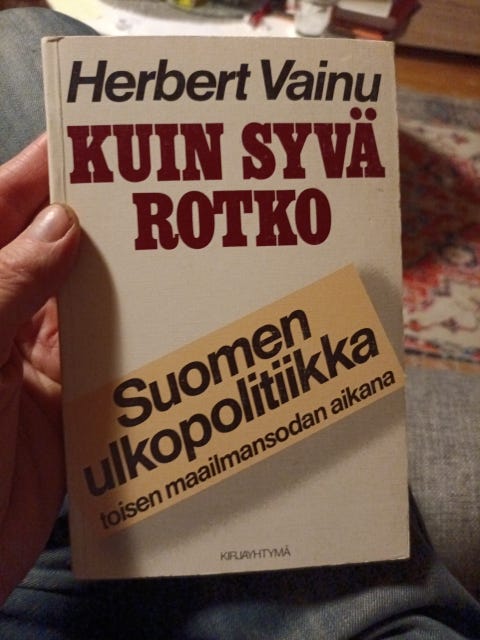 Herbert Vainu
KUIN SYVÄ
ROTKO
Suomen
ulkopolitiikka
toisen maailmansodan aikana
KIRJAYHTYMÄ